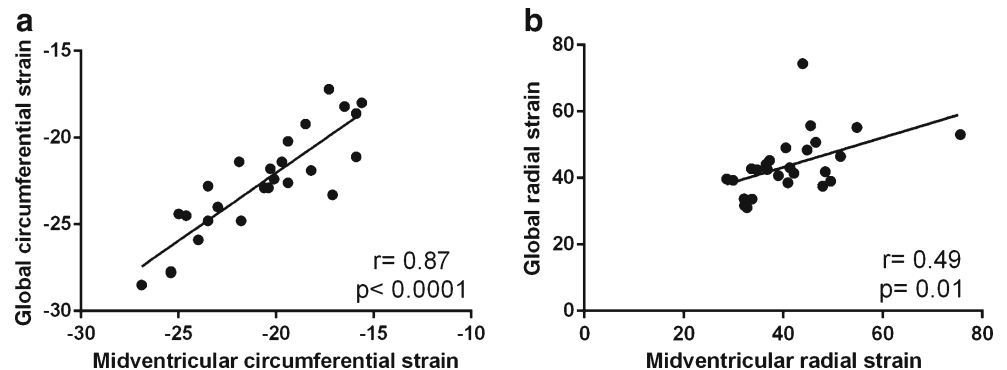 a
Global circumferential strain
-15
-20
-25
-30
-30 -25 -20 -15 -10
Midventricular circumferential strain
r= 0.87
p< 0.0001
b
Global radial strain
80
60
40
20
0
0 20 40 60 80
Midventricular radial strain
r= 0.49
p= 0.01